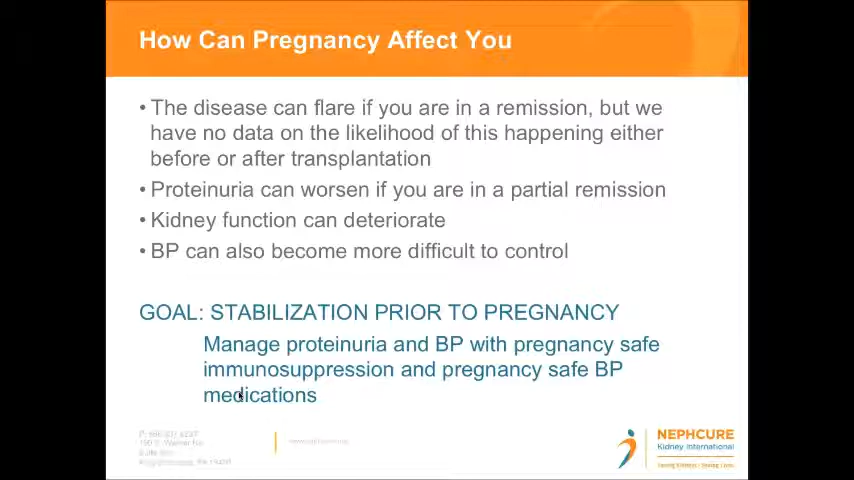 How Can Pregnancy Affect You
• The disease can flare if you are in a remission, but we
have no data on the likelihood of this happening either
before or after transplantation
• Proteinuria can worsen if you are in a partial remission
• Kidney function can deteriorate
• BP can also become more difficult to control
GOAL: STABILIZATION PRIOR TO PREGNANCY
Manage proteinuria and BP with pregnancy safe
immunosuppression and pregnancy safe BP
medications
NEPHCURE
Kidney International